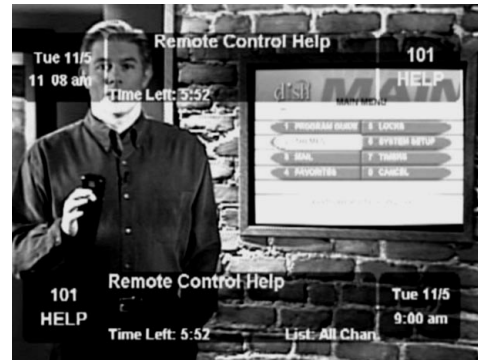 Remote Control Help
Tue 11/5
11 08 am
Time Left: 5:52
101
HELP
dish MAIN
MAIN MENU
1 PROGRAM GUIDE
5 LOCKS
2 THEMES
6 SYSTEM SETUP
3 MAIL
7 TIMERS
4 FAVORITES
8 CANCEL
Remote Control Help
101
HELP
Time Left: 5:52
List: All Chan.
Tue 11/5
9:00 am